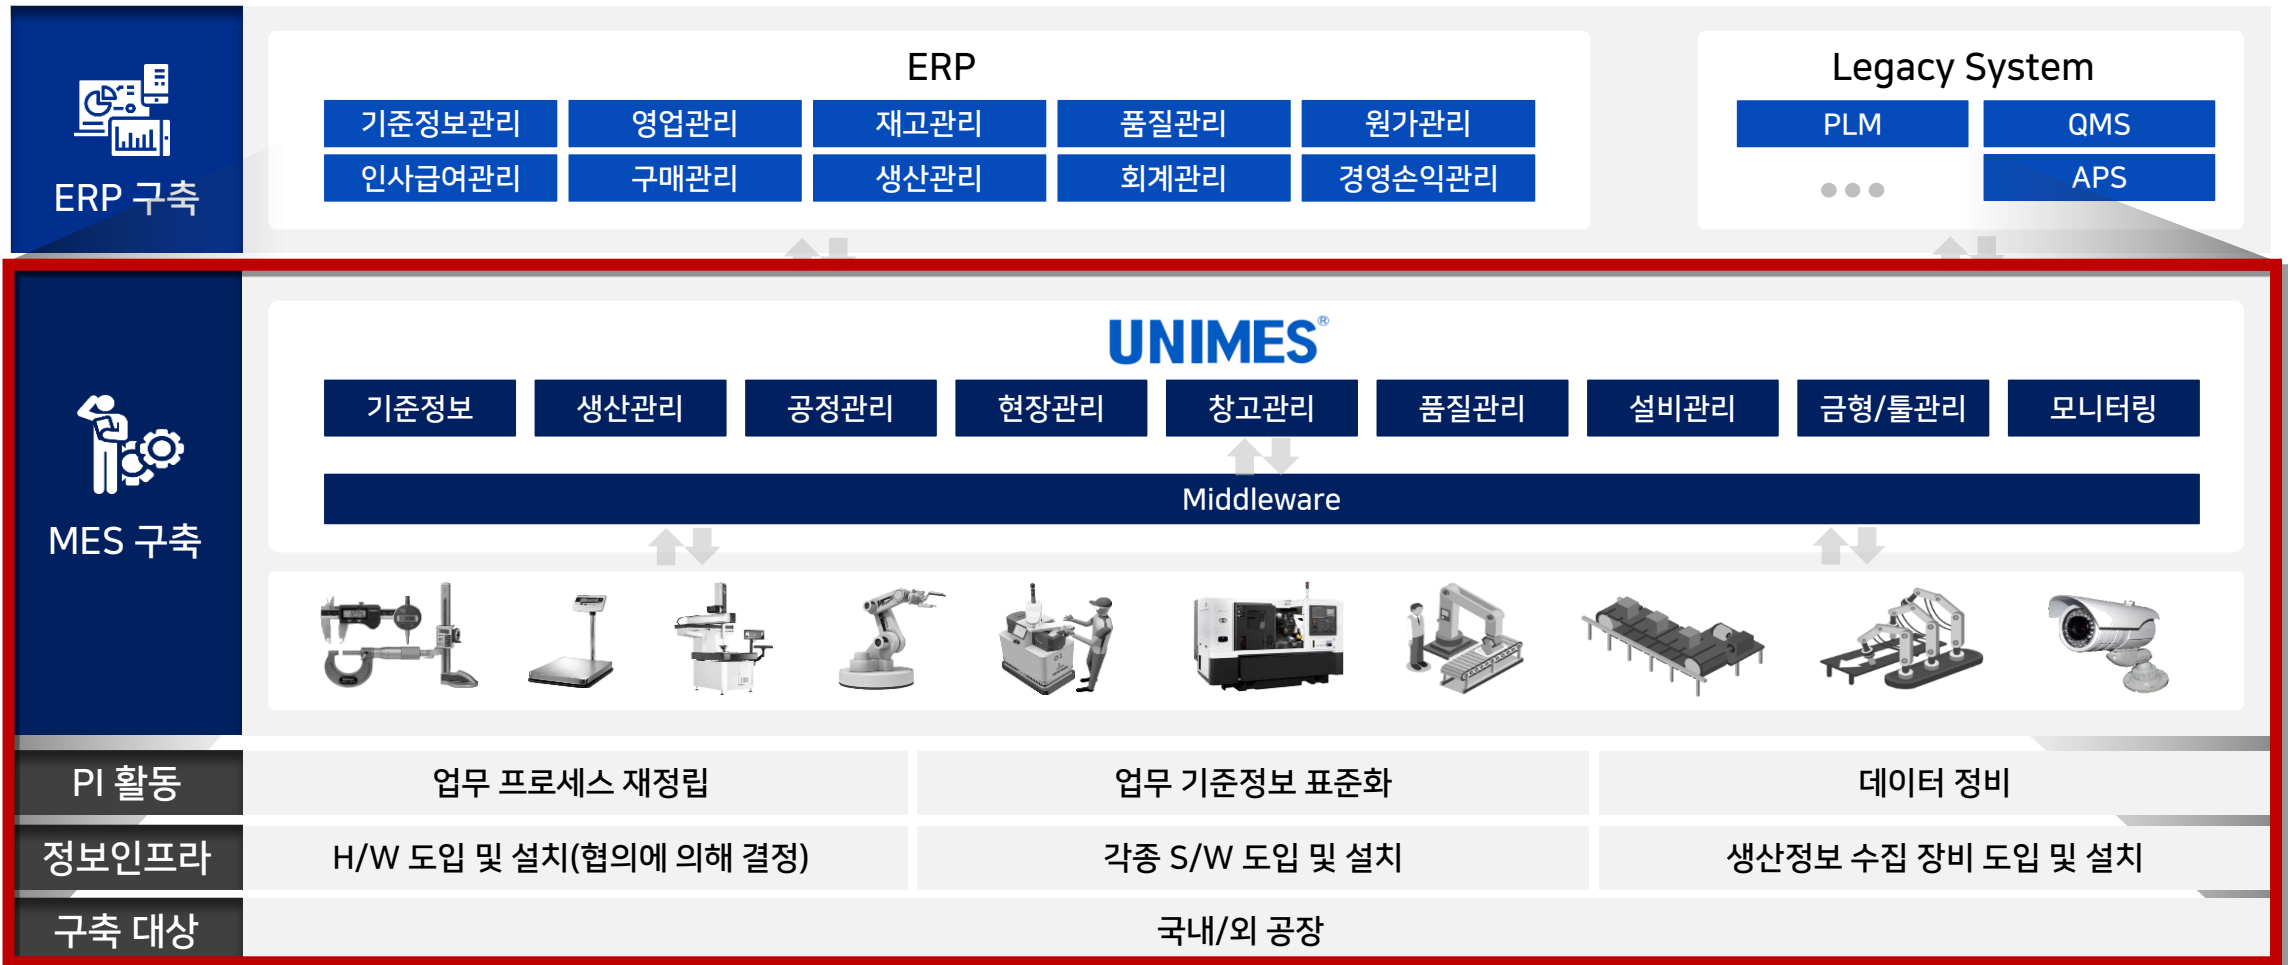 ERP
Legacy System
기준정보관리 영업관리 재고관리 품질관리 원가관리
PLM QMS
인사급여관리 구매관리 생산관리 회계관리 경영손익관리
APS
ERP 구축
UNIMES®
기준정보 생산관리 공정관리 현장관리 창고관리 품질관리 설비관리 금형/툴관리 모니터링
Middleware
MES 구축
PI 활동 업무 프로세스 재정립 업무 기준정보 표준화 데이터 정비
정보인프라 H/W 도입 및 설치(협의에 의해 결정) 각종 S/W 도입 및 설치 생산정보 수집 장비 도입 및 설치
구축 대상 국내/외 공장